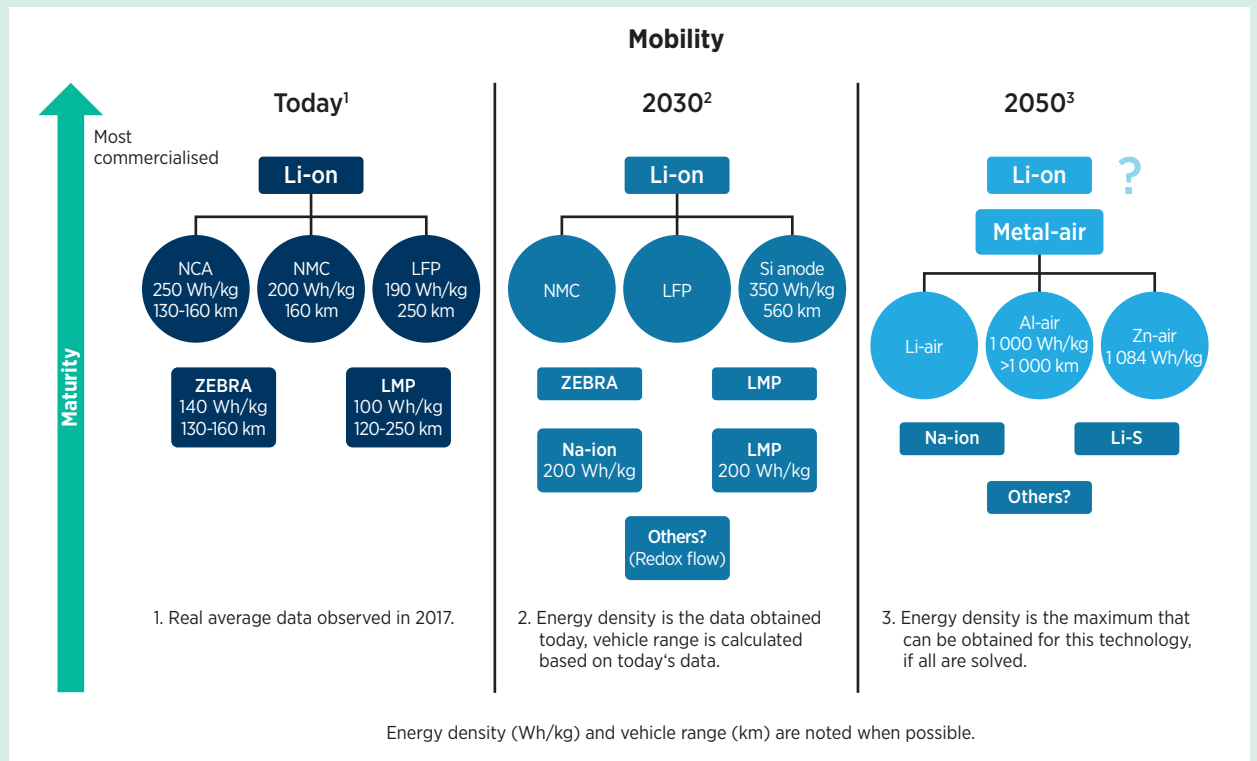 Mobility
Most
commercialised
Maturity
Today¹
Li-on
NCA
250 Wh/kg
130-160 km
NMC
200 Wh/kg
160 km
LFP
190 Wh/kg
250 km
ZEBRA
140 Wh/kg
130-160 km
LMP
100 Wh/kg
120-250 km
1. Real average data observed in 2017.
2030²
Li-on
NMC
LFP
Si anode
350 Wh/kg
560 km
ZEBRA
LMP
Na-ion
200 Wh/kg
LMP
200 Wh/kg
Others?
(Redox flow)
2. Energy density is the data obtained
today, vehicle range is calculated
based on today‘s data.
2050³
Li-on
?
Metal-air
Li-air
Al-air
1 000 Wh/kg
>1 000 km
Zn-air
1 084 Wh/kg
Na-ion
Li-S
Others?
3. Energy density is the maximum that
can be obtained for this technology,
if all are solved.
Energy density (Wh/kg) and vehicle range (km) are noted when possible.